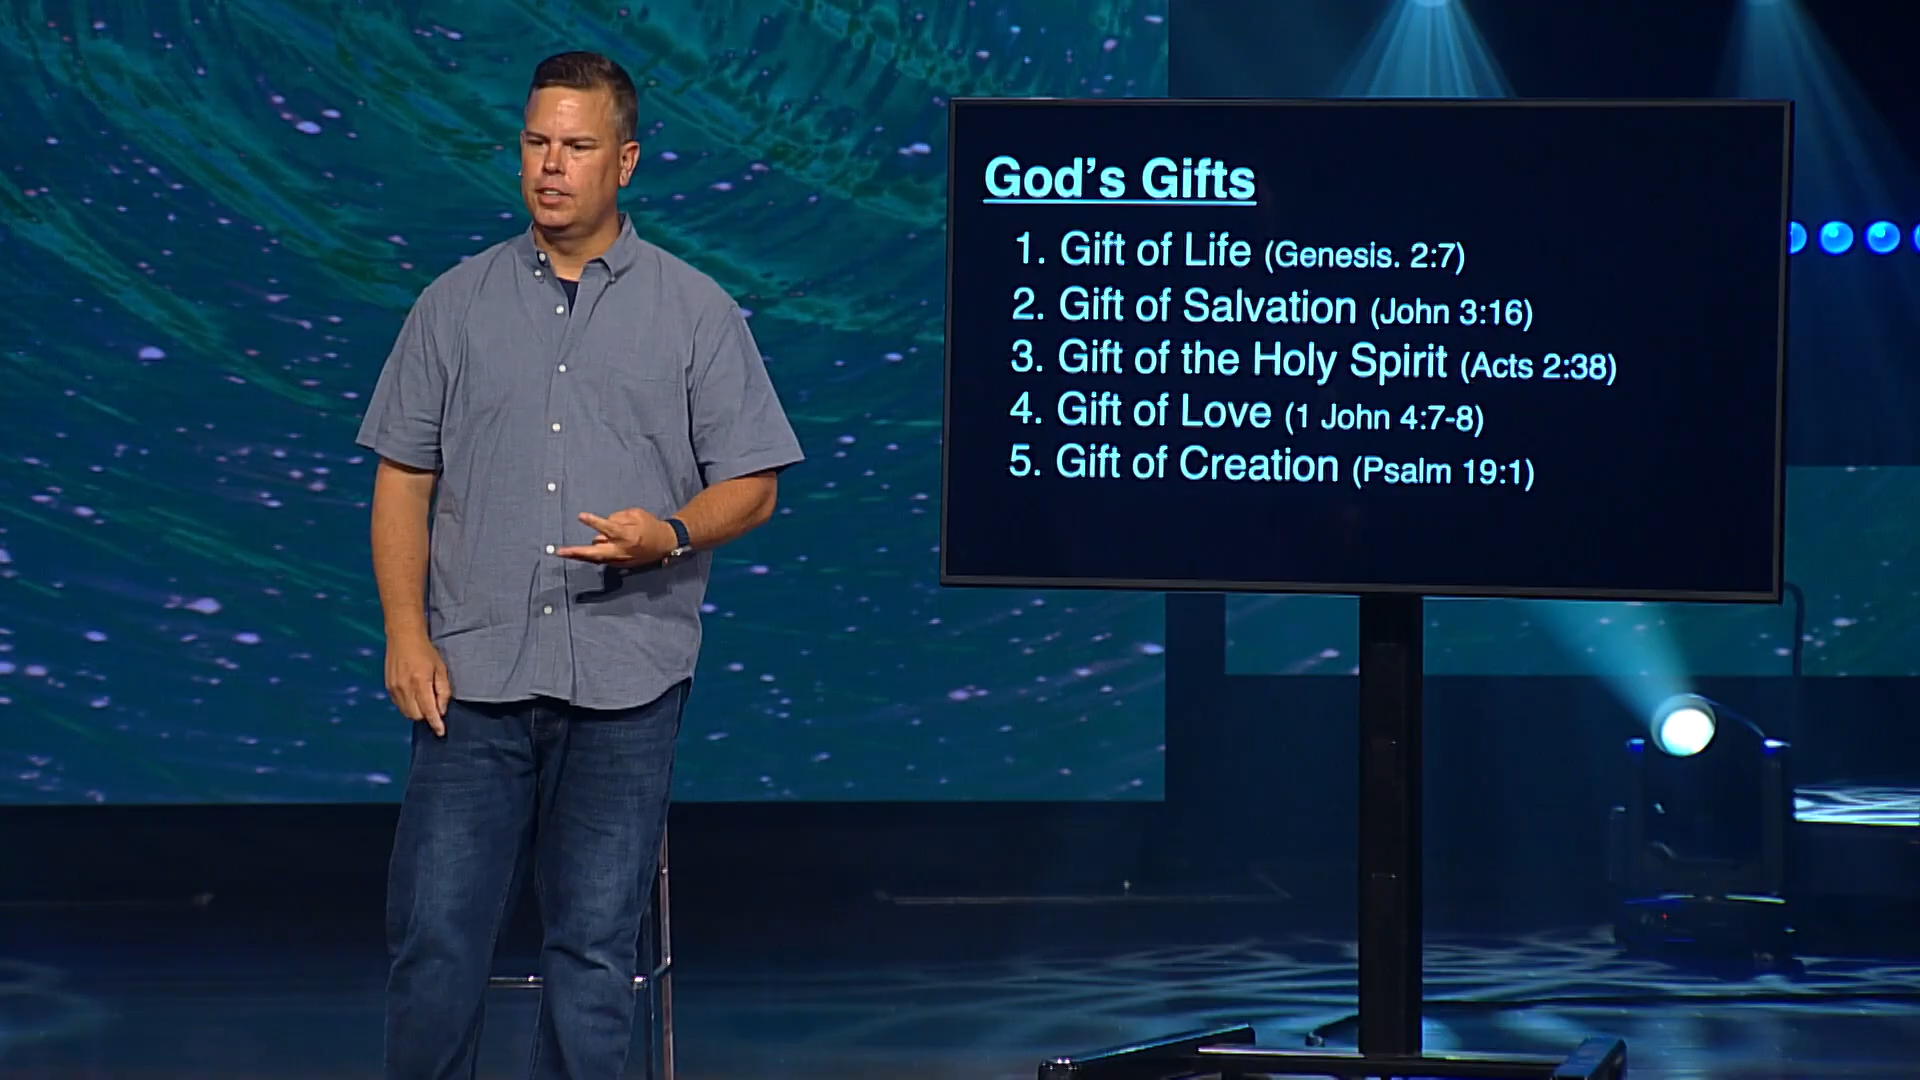 God's Gifts
1. Gift of Life (Genesis. 2:7)
2. Gift of Salvation (John 3:16)
3. Gift of the Holy Spirit (Acts 2:38)
4. Gift of Love (1 John 4:7-8)
5. Gift of Creation (Psalm 19:1)